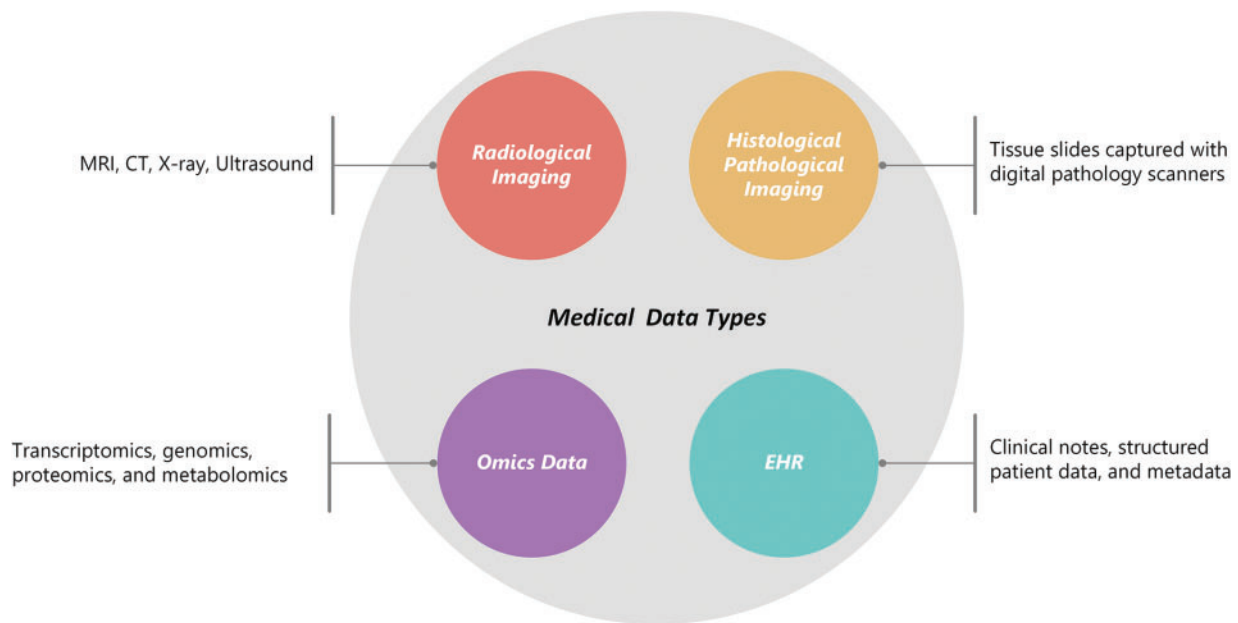 MRI, CT, X-ray, Ultrasound
Radiological
Imaging
Histological
Pathological
Imaging
Tissue slides captured with
digital pathology scanners
Medical Data Types
Transcriptomics, genomics,
proteomics, and metabolomics
Omics Data
EHR
Clinical notes, structured
patient data, and metadata